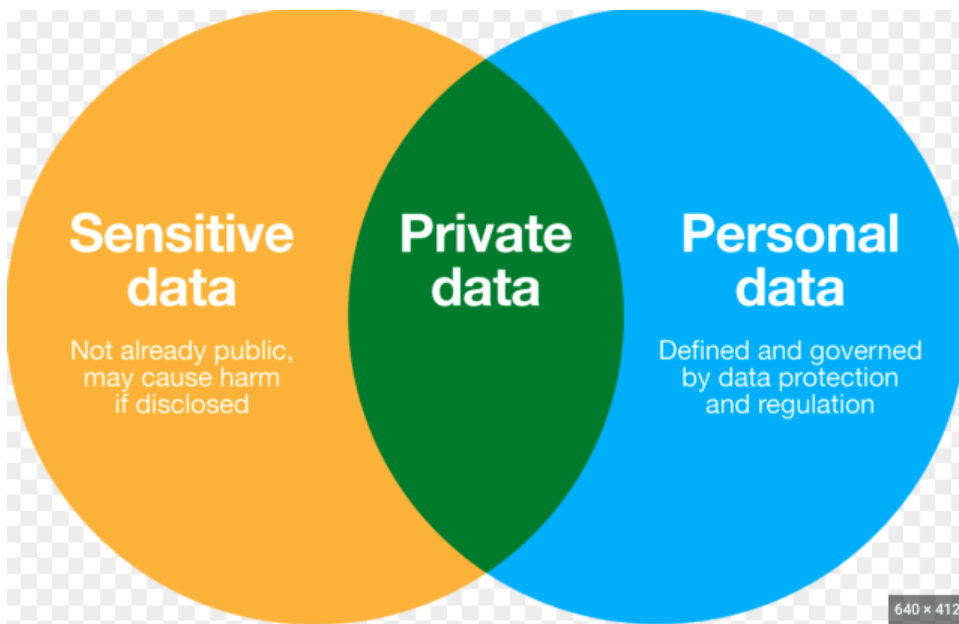 Sensitive
data
Not already public,
may cause harm
if disclosed
Private
data
Personal
data
Defined and governed
by data protection
and regulation
640 × 412